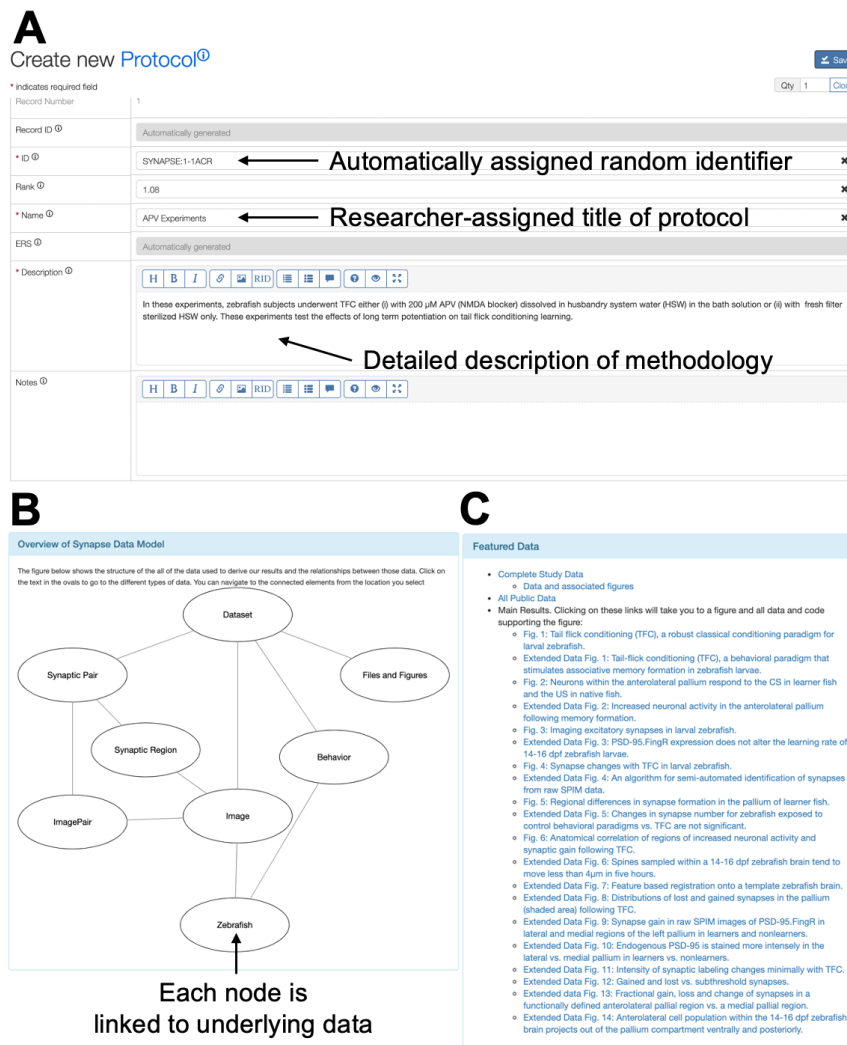 A
Create new Protocol
Sav
* indicates required field
Qty 1 Clon
Record Number 1
Record ID Automatically generated
* ID SYNAPSE:1-1ACR Automatically assigned random identifier
Rank 1.08
* Name APV Experiments Researcher-assigned title of protocol
ERS Automatically generated
* Description
H B I RID
In these experiments, zebrafish subjects underwent TFC either (i) with 200 µM APV (NMDA blocker) dissolved in husbandry system water (HSW) in the bath solution or (ii) with fresh filter
sterilized HSW only. These experiments test the effects of long term potentiation on tail flick conditioning learning.
Detailed description of methodology
Notes
H B I RID
B
Overview of Synapse Data Model
The figure below shows the structure of the all of the data used to derive our results and the relationships between those data. Click on
the text in the ovals to go to the different types of data. You can navigate to the connected elements from the location you select
Dataset
Synaptic Pair
Files and Figures
Synaptic Region
Behavior
ImagePair
Image
Zebrafish
Each node is
linked to underlying data
C
Featured Data
Complete Study Data
Data and associated figures
All Public Data
Main Results. Clicking on these links will take you to a figure and all data and code
supporting the figure:
Fig. 1: Tail flick conditioning (TFC), a robust classical conditioning paradigm for
larval zebrafish.
Extended Data Fig. 1: Tail-flick conditioning (TFC), a behavioral paradigm that
stimulates associative memory formation in zebrafish larvae.
Fig. 2: Neurons within the anterolateral pallium respond to the CS in learner fish
and the US in native fish.
Extended Data Fig. 2: Increased neuronal activity in the anterolateral pallium
following memory formation.
Fig. 3: Imaging excitatory synapses in larval zebrafish.
Extended Data Fig. 3: PSD-95.FingR expression does not alter the learning rate of
14-16 dpf zebrafish larvae.
Fig. 4: Synapse changes with TFC in larval zebrafish.
Extended Data Fig. 4: An algorithm for semi-automated identification of synapses
from raw SPIM data.
Fig. 5: Regional differences in synapse formation in the pallium of learner fish.
Extended Data Fig. 5: Changes in synapse number for zebrafish exposed to
control behavioral paradigms vs. TFC are not significant.
Fig. 6: Anatomical correlation of regions of increased neuronal activity and
synaptic gain following TFC.
Extended Data Fig. 6: Spines sampled within a 14-16 dpf zebrafish brain tend to
move less than 4µm in five hours.
Extended Data Fig. 7: Feature based registration onto a template zebrafish brain.
Extended Data Fig. 8: Distributions of lost and gained synapses in the pallium
(shaded area) following TFC.
Extended Data Fig. 9: Synapse gain in raw SPIM images of PSD-95.FingR in
lateral and medial regions of the left pallium in learners and nonlearners.
Extended Data Fig. 10: Endogenous PSD-95 is stained more intensely in the
lateral vs. medial pallium in learners vs. nonlearners.
Extended Data Fig. 11: Intensity of synaptic labeling changes minimally with TFC.
Extended Data Fig. 12: Gained and lost vs. subthreshold synapses.
Extended data Fig. 13: Fractional gain, loss and change of synapses in a
functionally defined anterolateral pallial region vs. a medial pallial region.
Extended Data Fig. 14: Anterolateral cell population within the 14-16 dpf zebrafish
brain projects out of the pallium compartment ventrally and posteriorly.